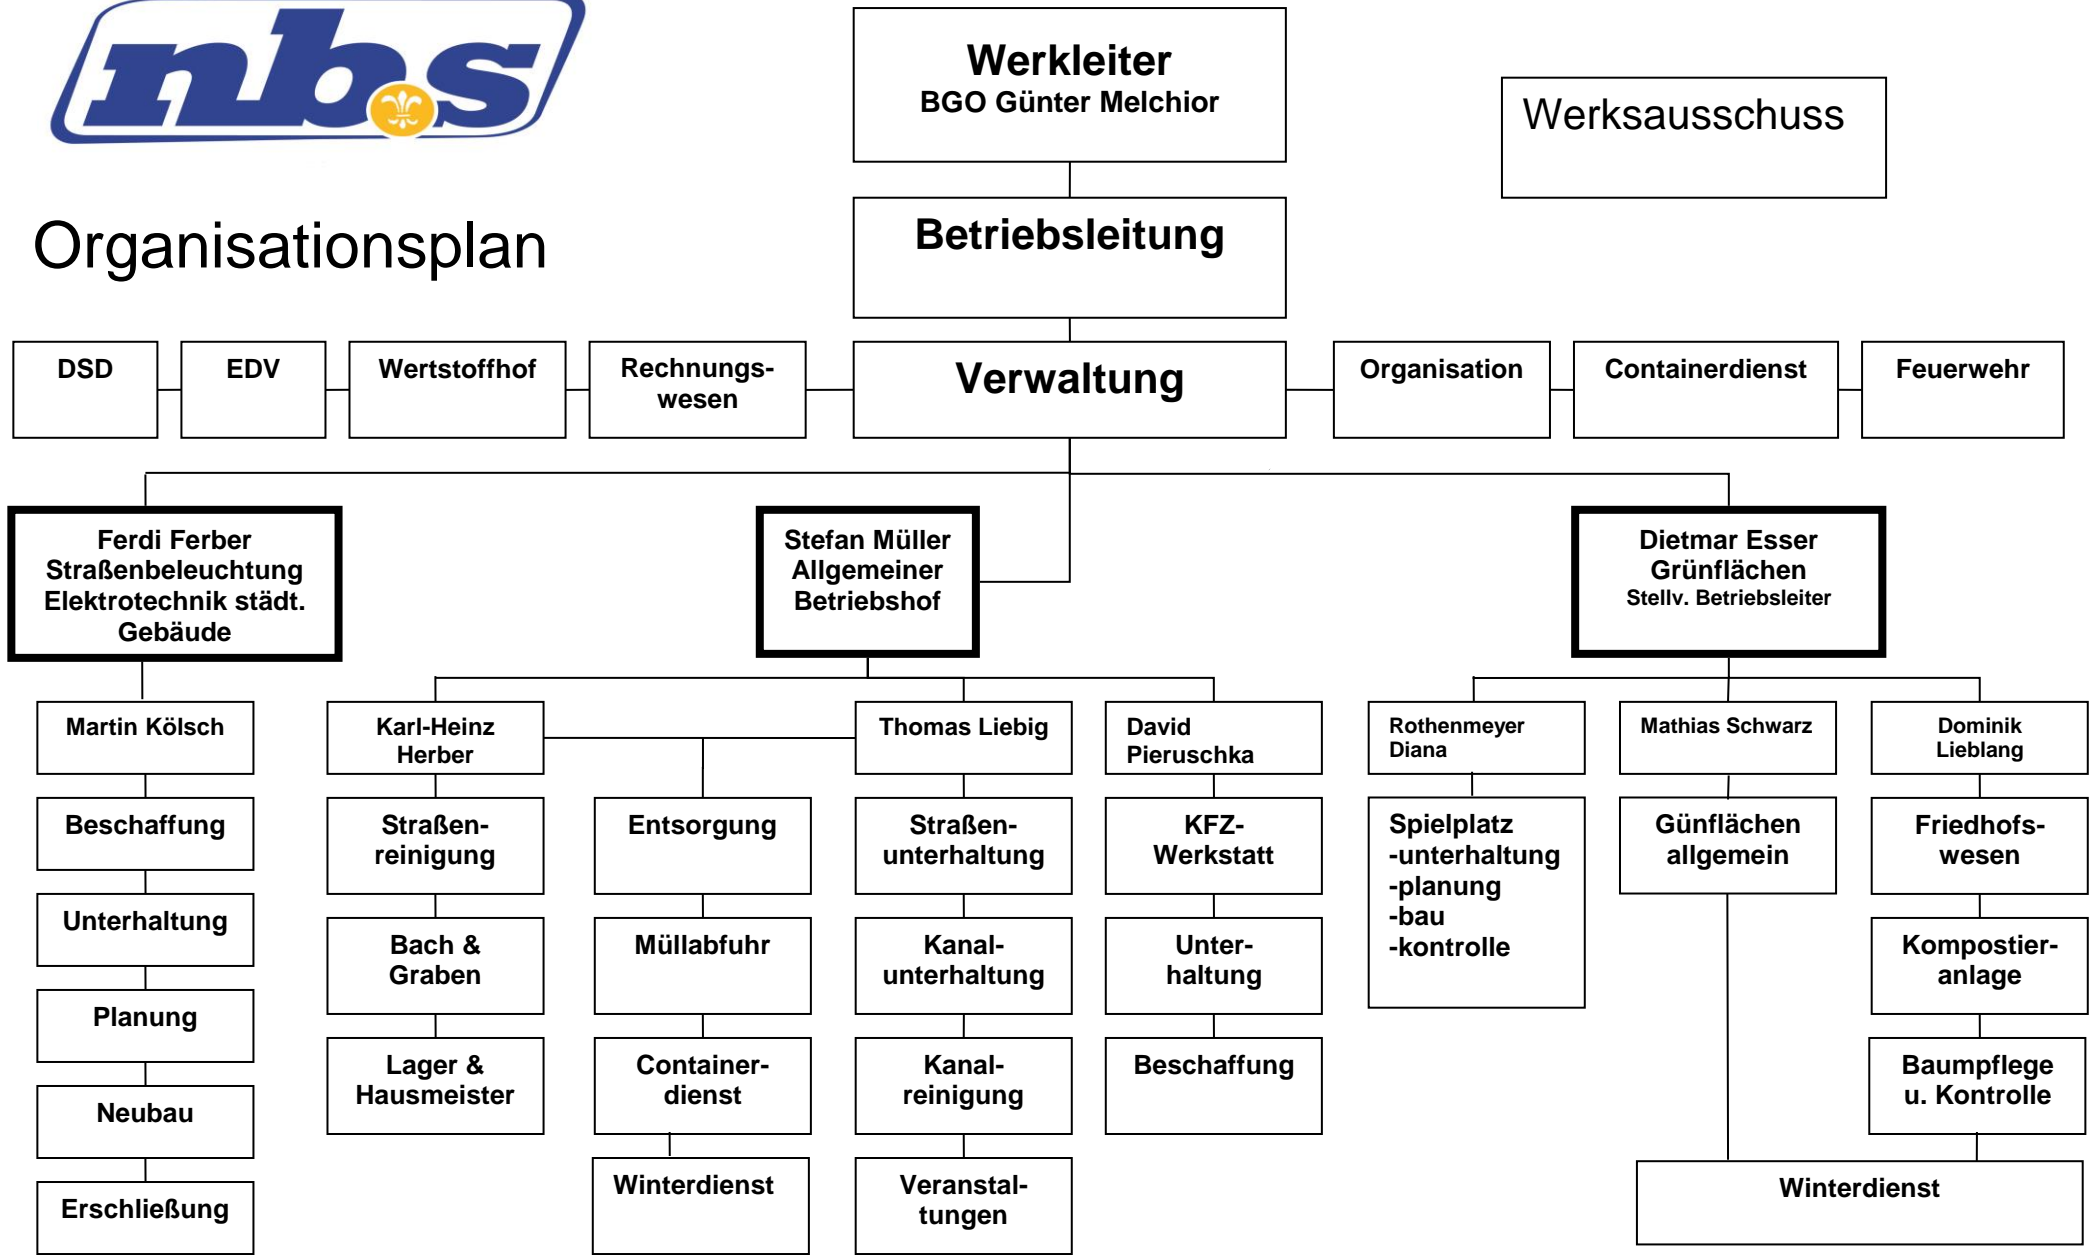 nbs
Werkleiter
BGO Günter Melchior
Werksausschuss
Organisationsplan
Betriebsleitung
DSD
EDV
Wertstoffhof
Rechnungs-
wesen
Verwaltung
Organisation
Containerdienst
Feuerwehr
Ferdi Ferber
Straßenbeleuchtung
Elektrotechnik städt.
Gebäude
Stefan Müller
Allgemeiner
Betriebshof
Dietmar Esser
Grünflächen
Stellv. Betriebsleiter
Martin Kölsch
Beschaffung
Unterhaltung
Planung
Neubau
Erschließung
Karl-Heinz
Herber
Straßen-
reinigung
Bach &
Graben
Lager &
Hausmeister
Entsorgung
Müllabfuhr
Container-
dienst
Winterdienst
Thomas Liebig
Straßen-
unterhaltung
Kanal-
unterhaltung
Kanal-
reinigung
Veranstal-
tungen
David
Pieruschka
KFZ-
Werkstatt
Unter-
haltung
Beschaffung
Rothenmeyer
Diana
Spielplatz
-unterhaltung
-planung
-bau
-kontrolle
Mathias Schwarz
Günflächen
allgemein
Dominik
Lieblang
Friedhofs-
wesen
Kompostier-
anlage
Baumpflege
u. Kontrolle
Winterdienst